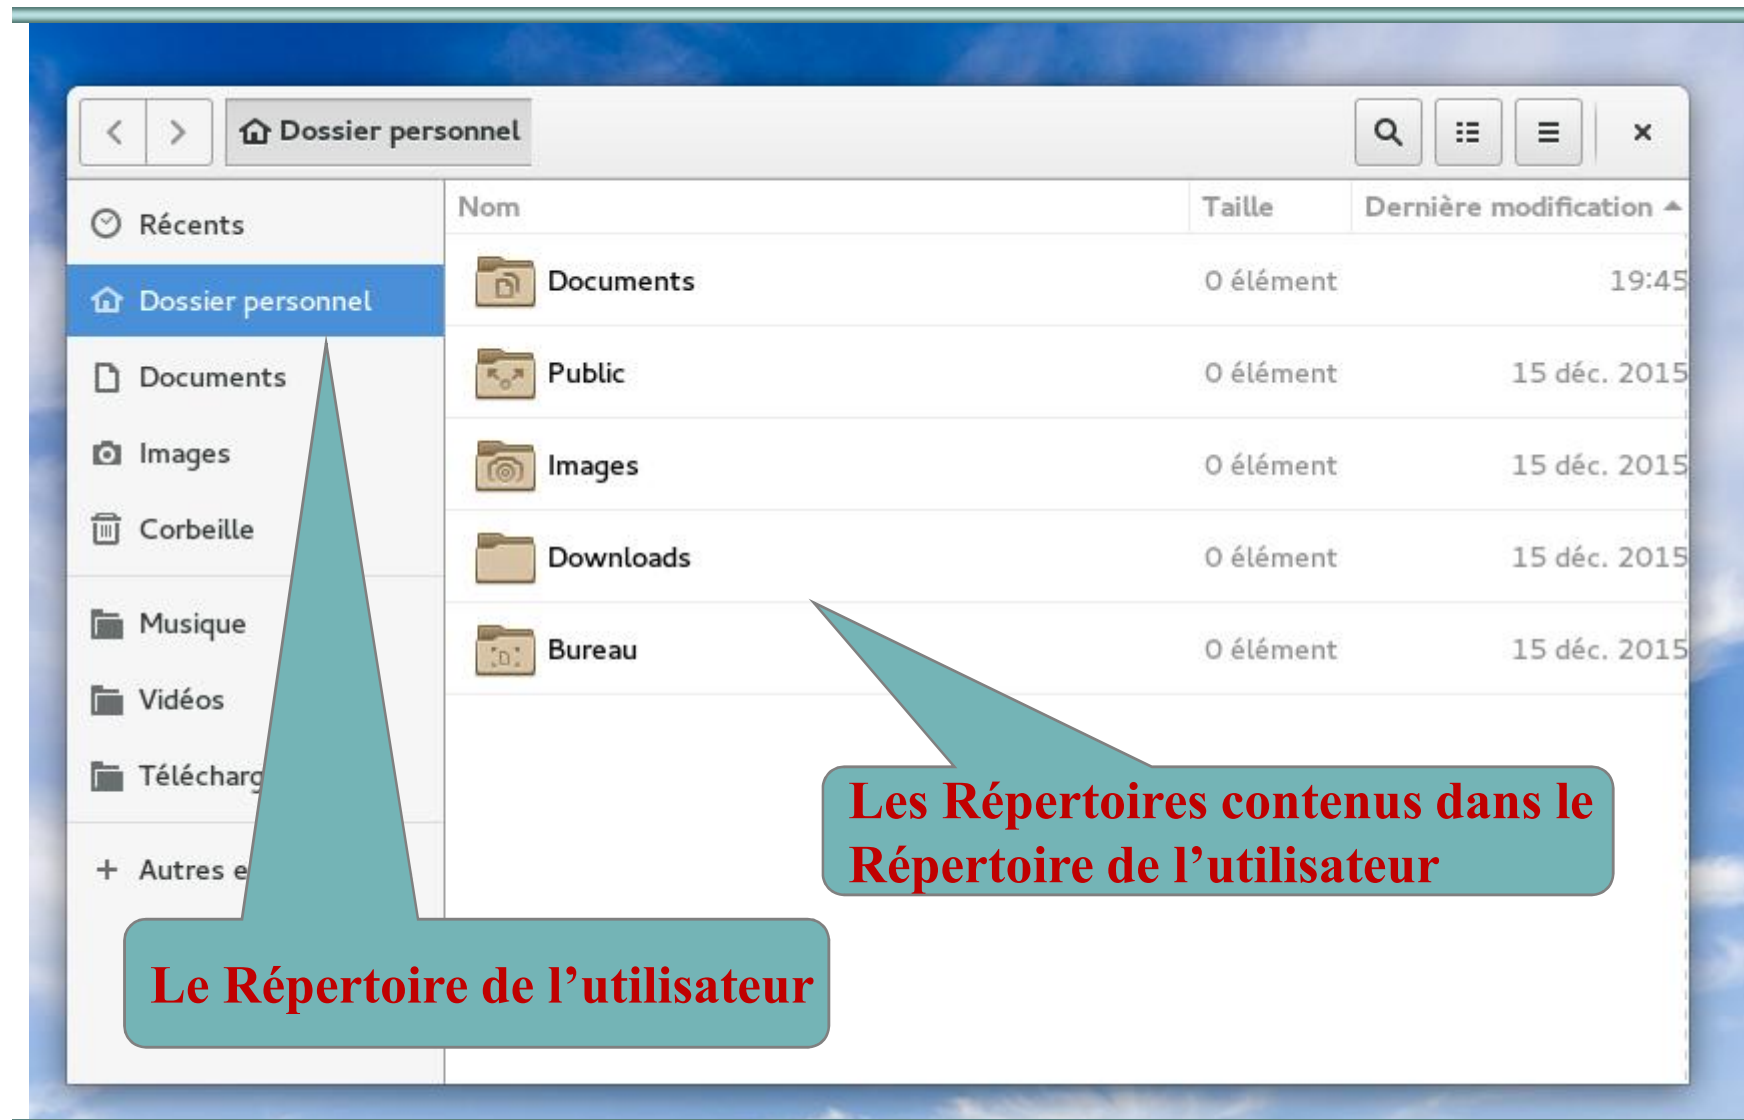 Dossier personnel
Nom Taille Dernière modification
Récents
Dossier personnel
Documents
Images
Corbeille
Musique
Vidéos
Télécharg
Autres e
Documents 0 élément 19:45
Public 0 élément 15 déc. 2015
Images 0 élément 15 déc. 2015
Downloads 0 élément 15 déc. 2015
Bureau 0 élément 15 déc. 2015
Les Répertoires contenus dans le
Répertoire de l’utilisateur
Le Répertoire de l’utilisateur